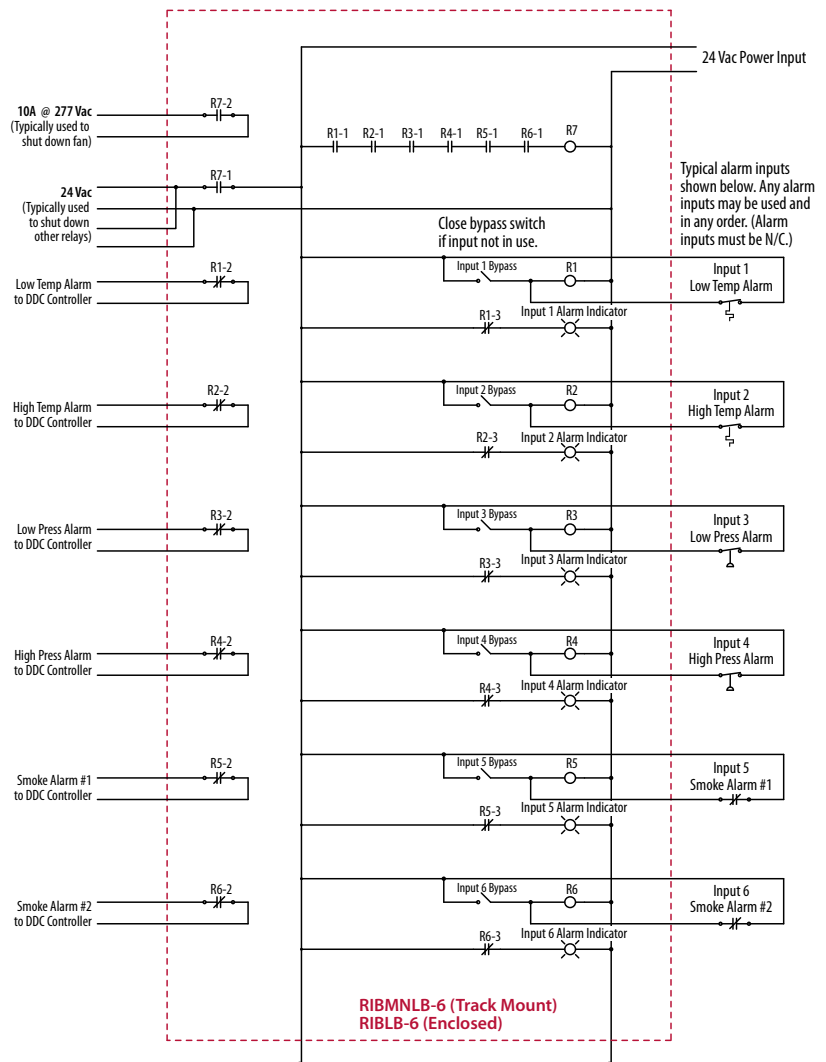 24 Vac Power Input
R7-2
10A @ 277 Vac
(Typically used to
shut down fan)
R1-1
R2-1
R3-1
R4-1
R5-1
R6-1
R7
R7-1
24 Vac
(Typically used
to shut down
other relays)
Typical alarm inputs
shown below. Any alarm
inputs may be used and
in any order. (Alarm
inputs must be N/C.)
Close bypass switch
if input not in use.
R1-2
Low Temp Alarm
to DDC Controller
Input 1 Bypass
R1
Input 1
Low Temp Alarm
R1-3
Input 1 Alarm Indicator
R2-2
High Temp Alarm
to DDC Controller
Input 2 Bypass
R2
Input 2
High Temp Alarm
R2-3
Input 2 Alarm Indicator
R3-2
Low Press Alarm
to DDC Controller
Input 3 Bypass
R3
Input 3
Low Press Alarm
R3-3
Input 3 Alarm Indicator
R4-2
High Press Alarm
to DDC Controller
Input 4 Bypass
R4
Input 4
High Press Alarm
R4-3
Input 4 Alarm Indicator
R5-2
Smoke Alarm #1
to DDC Controller
Input 5 Bypass
R5
Input 5
Smoke Alarm #1
R5-3
Input 5 Alarm Indicator
R6-2
Smoke Alarm #2
to DDC Controller
Input 6 Bypass
R6
Input 6
Smoke Alarm #2
R6-3
Input 6 Alarm Indicator
RIBMNLB-6 (Track Mount)
RIBLB-6 (Enclosed)